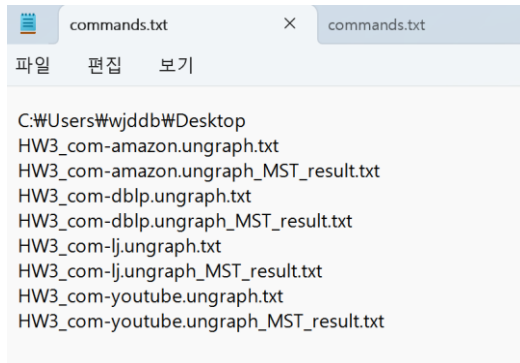 commands.txt commands.txt
파일 편집 보기
C:₩Users₩wjddb₩Desktop
HW3_com-amazon.ungraph.txt
HW3_com-amazon.ungraph_MST_result.txt
HW3_com-dblp.ungraph.txt
HW3_com-dblp.ungraph_MST_result.txt
HW3_com-lj.ungraph.txt
HW3_com-lj.ungraph_MST_result.txt
HW3_com-youtube.ungraph.txt
HW3_com-youtube.ungraph_MST_result.txt